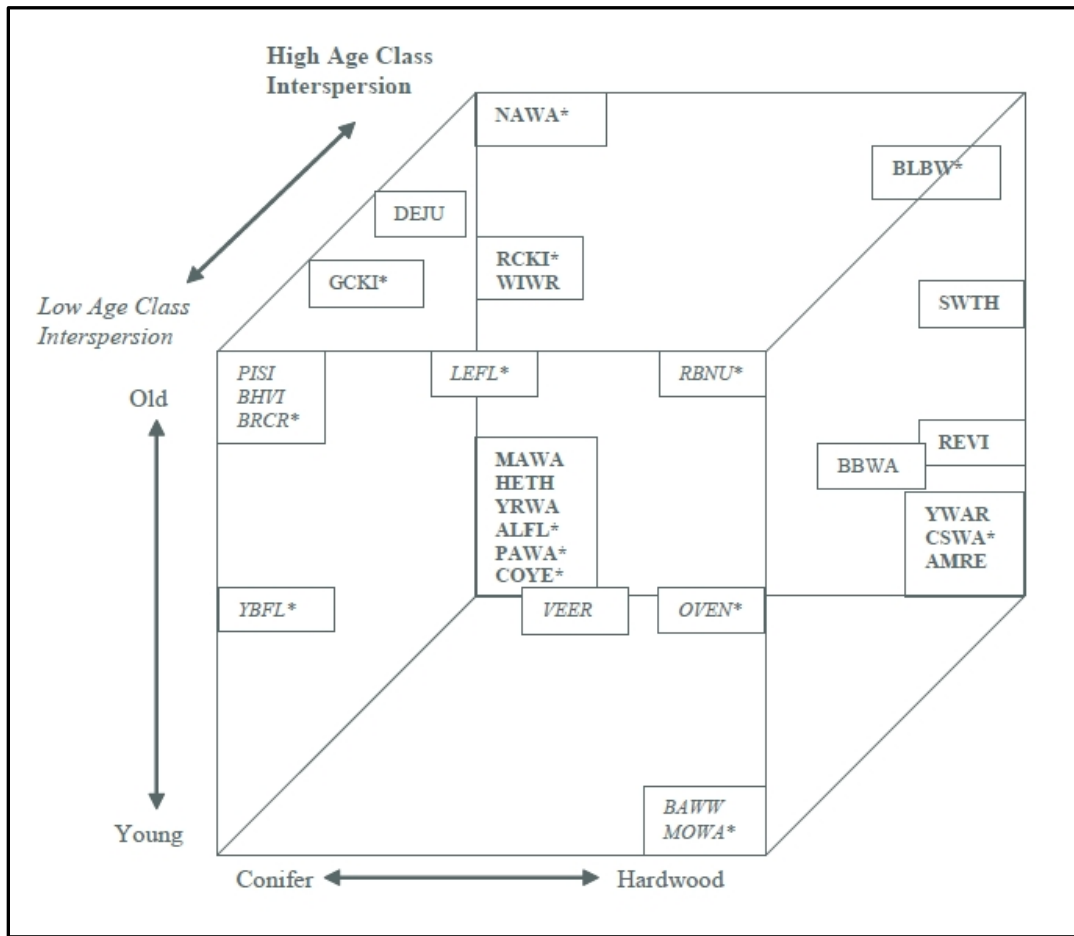 High Age Class
Interspersion
NAWA*
BLBW*
DEJU
RCKI*
WIWR
GCKI*
SWTH
Low Age Class
Interspersion
PISI
BHVI
BRCR*
LEFL*
RBNU*
Old
REVI
BBWA
MAWA
HETH
YRWA
ALFL*
PAWA*
COYE*
YWAR
CSWA*
AMRE
YBFL*
VEER
OVEN*
BAWW
MOWA*
Young
Conifer
Hardwood